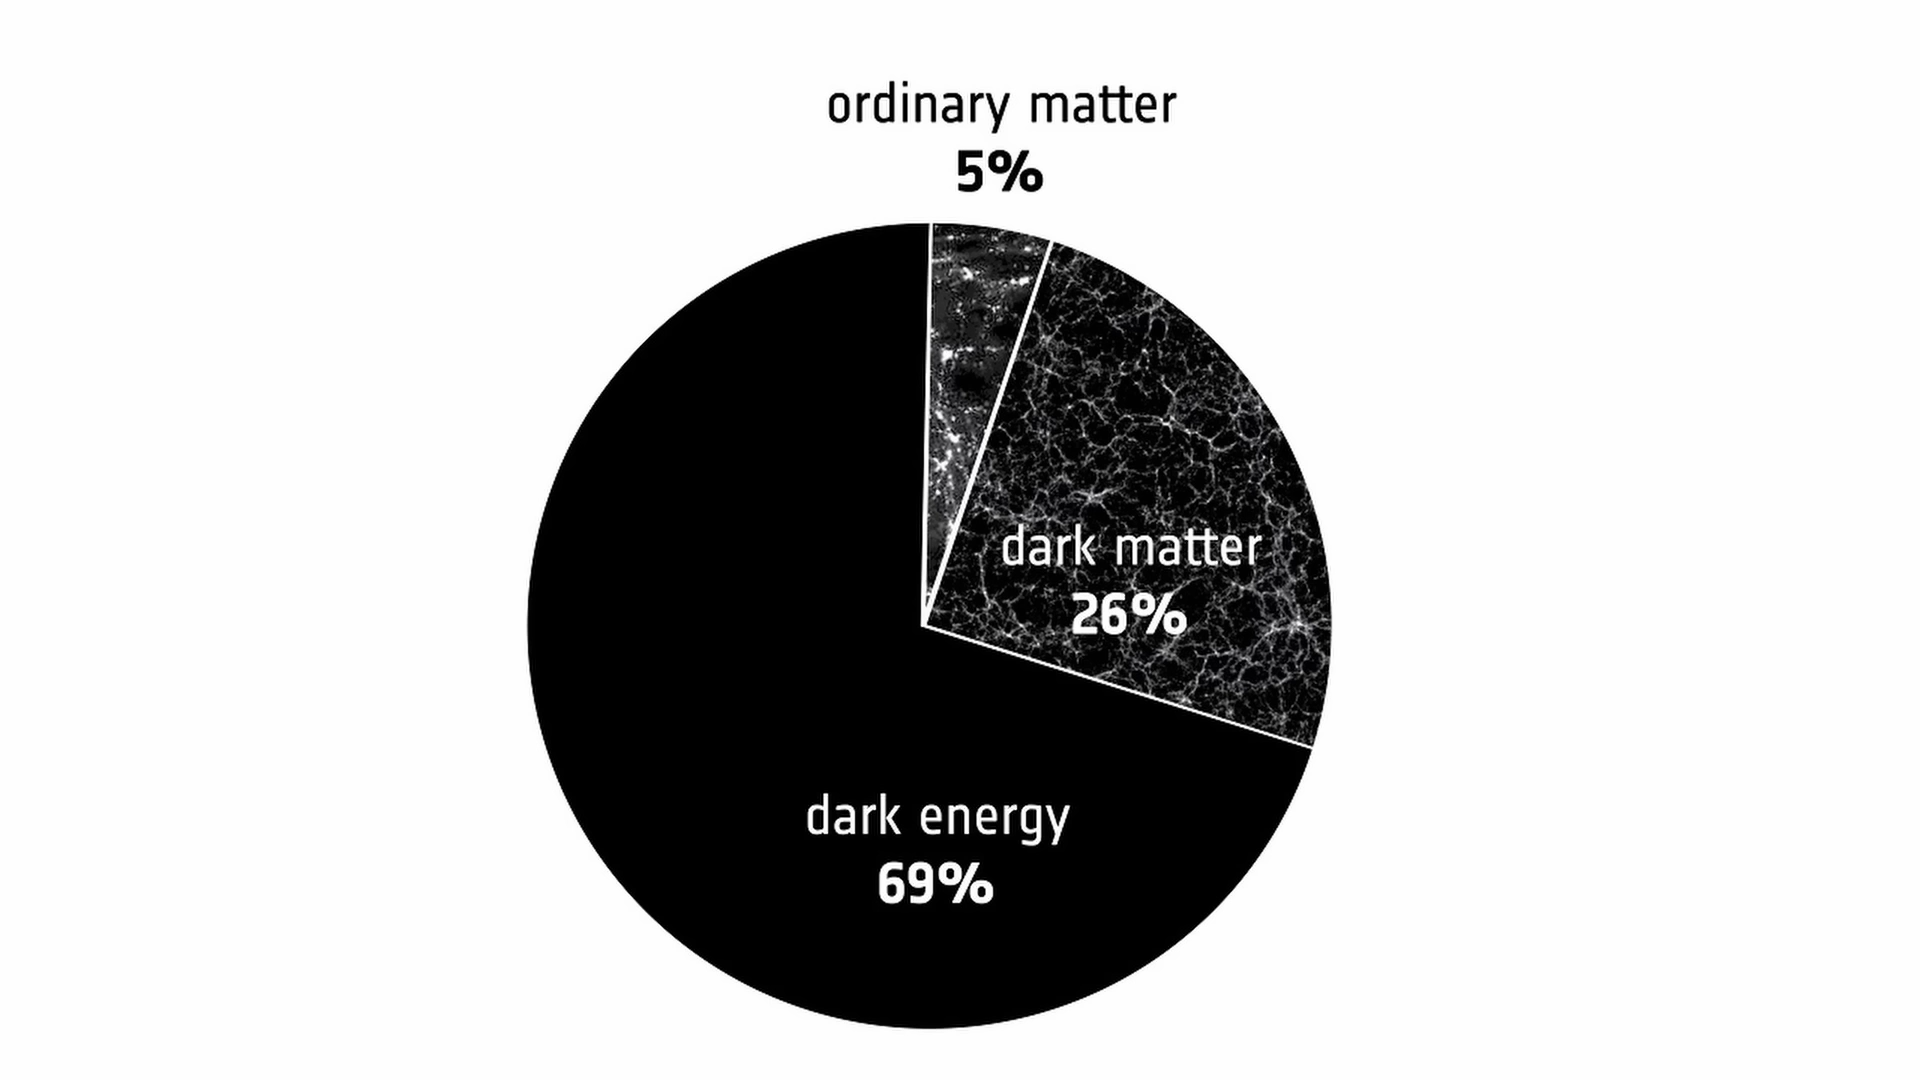 ordinary matter
5%
dark matter
26%
dark energy
69%